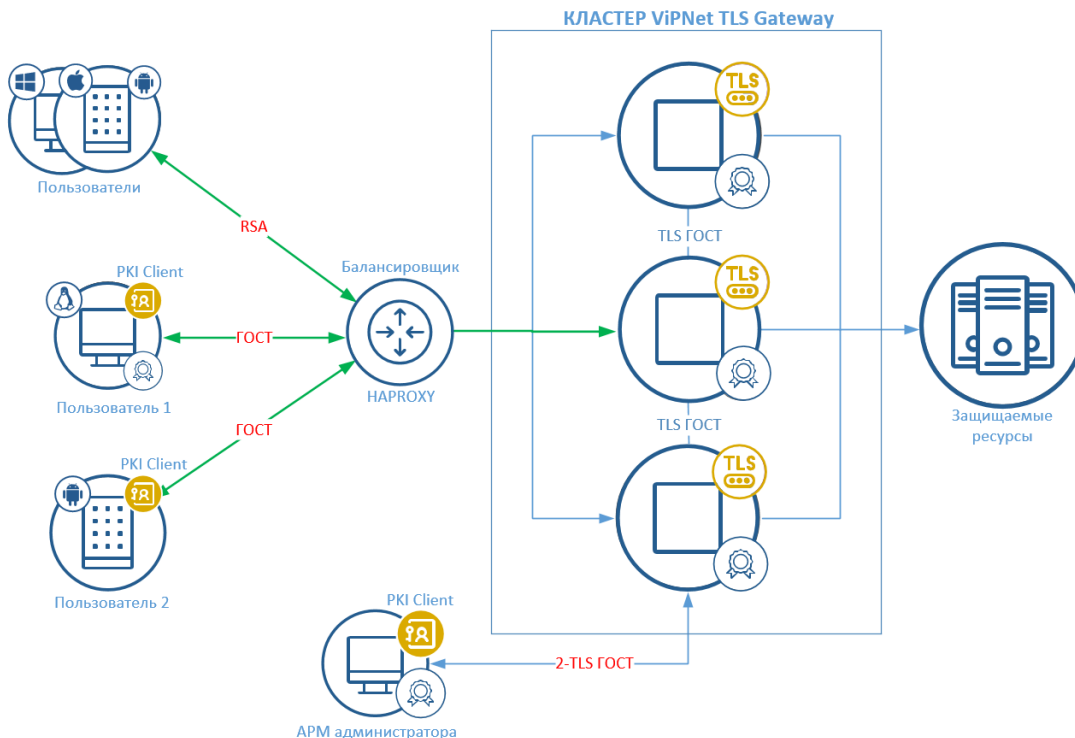 КЛАСТЕР ViPNet TLS Gateway
TLS
Пользователи
RSA
TLS ГОСТ
Балансировщик
PKI Client
TLS
ГОСТ
HAPROXY
Пользователь 1
Защищаемые
ресурсы
ГОСТ
TLS ГОСТ
PKI Client
TLS
Пользователь 2
PKI Client
2-TLS ГОСТ
АРМ администратора